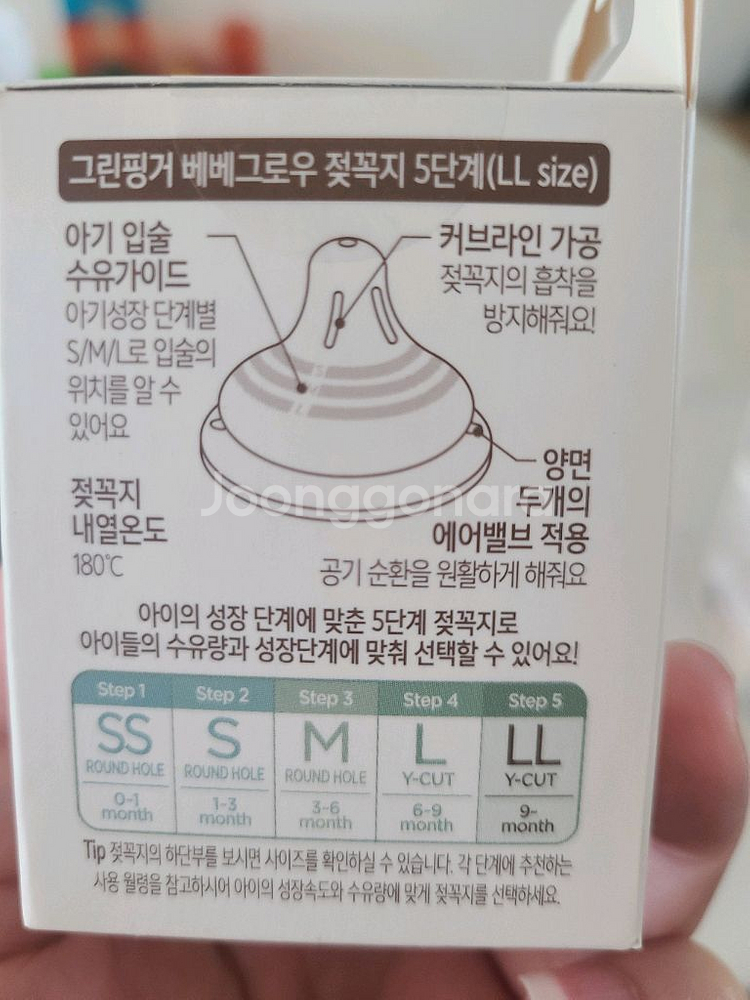 그린핑거 베베그로우 젖꼭지 5단계(LL size)
아기 입술
수유가이드
아기성장 단계별
S/M/L로 입술의
위치를 알 수
있어요
커브라인 가공
젖꼭지의 흡착을
방지해줘요!
젖꼭지
내열온도
180℃
양면
두개의
에어밸브 적용
공기 순환을 원활하게 해줘요
Joonggonara
아이의 성장 단계에 맞춘 5단계 젖꼭지로
아이들의 수유량과 성장단계에 맞춰 선택할 수 있어요!
Step 1 Step 2 Step 3 Step 4 Step 5
SS S M L LL
ROUND HOLE ROUND HOLE ROUND HOLE Y-CUT Y-CUT
0-1 1-3 3-6 6-9 9-
month month month month month
Tip 젖꼭지의 하단부를 보시면 사이즈를 확인하실 수 있습니다. 각 단계에 추천하는
사용 월령을 참고하시어 아이의 성장속도와 수유량에 맞게 젖꼭지를 선택하세요.